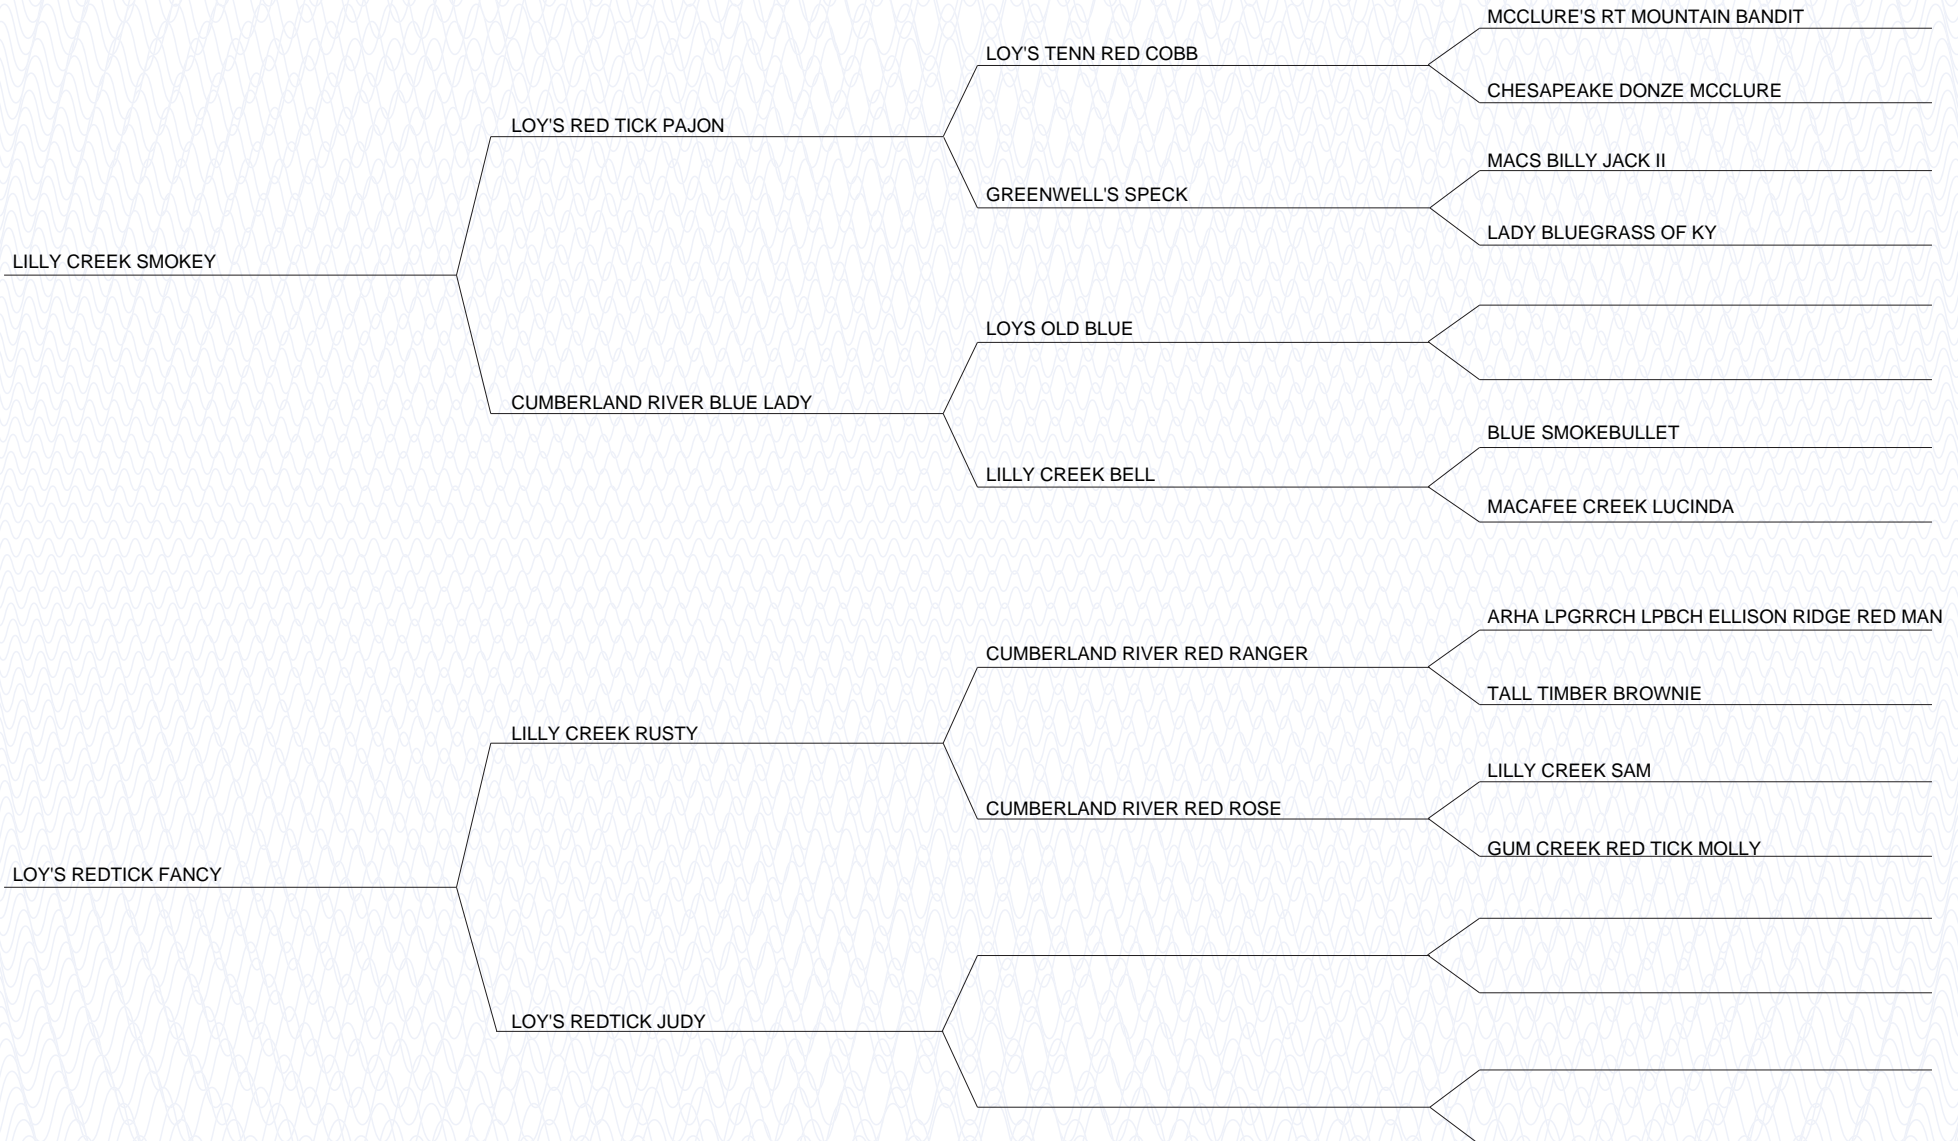 MCCLURE'S RT MOUNTAIN BANDIT
LOY'S TENN RED COBB
CHESAPEAKE DONZE MCCLURE
LOY'S RED TICK PAJON
MACS BILLY JACK II
GREENWELL'S SPECK
LADY BLUEGRASS OF KY
LILLY CREEK SMOKEY
LOYS OLD BLUE
CUMBERLAND RIVER BLUE LADY
BLUE SMOKEBULLET
LILLY CREEK BELL
MACAFEE CREEK LUCINDA
ARHA LPGRRCH LPBCH ELLISON RIDGE RED MAN
CUMBERLAND RIVER RED RANGER
TALL TIMBER BROWNIE
LILLY CREEK RUSTY
LILLY CREEK SAM
CUMBERLAND RIVER RED ROSE
GUM CREEK RED TICK MOLLY
LOY'S REDTICK FANCY
LOY'S REDTICK JUDY